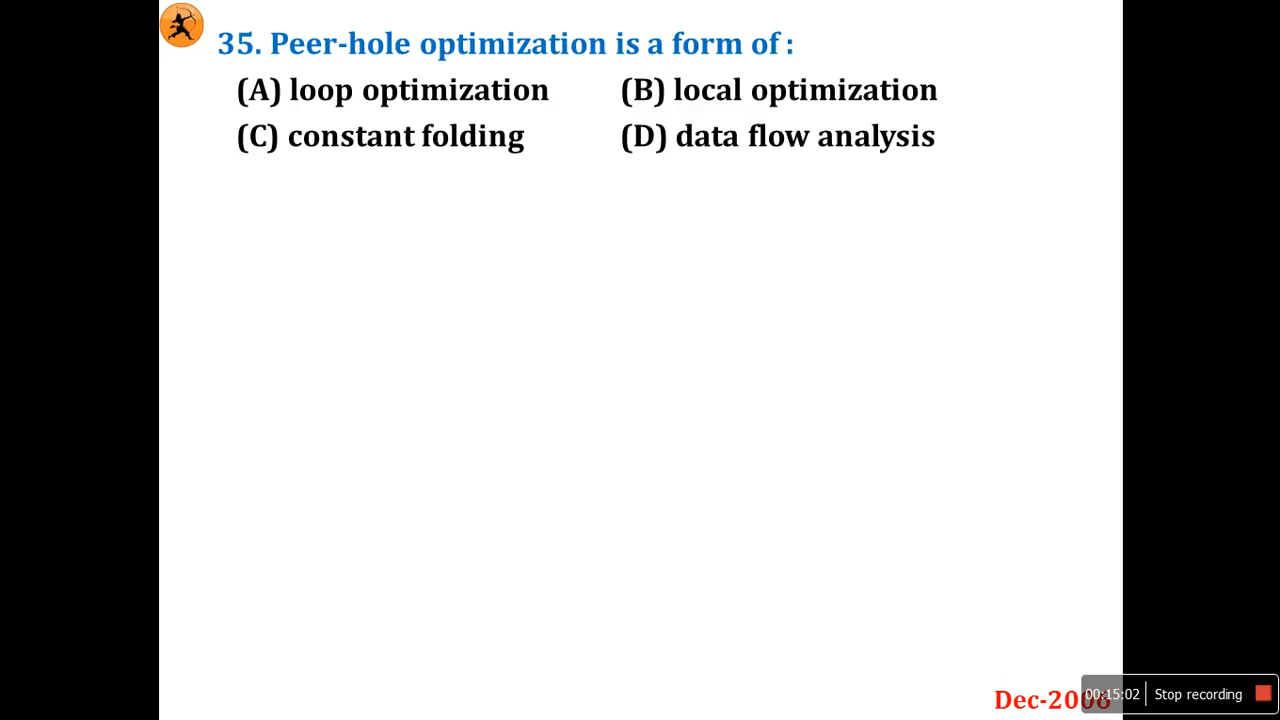 35. Peer-hole optimization is a form of :
(A) loop optimization (B) local optimization
(C) constant folding (D) data flow analysis
00:15:02 Stop recording